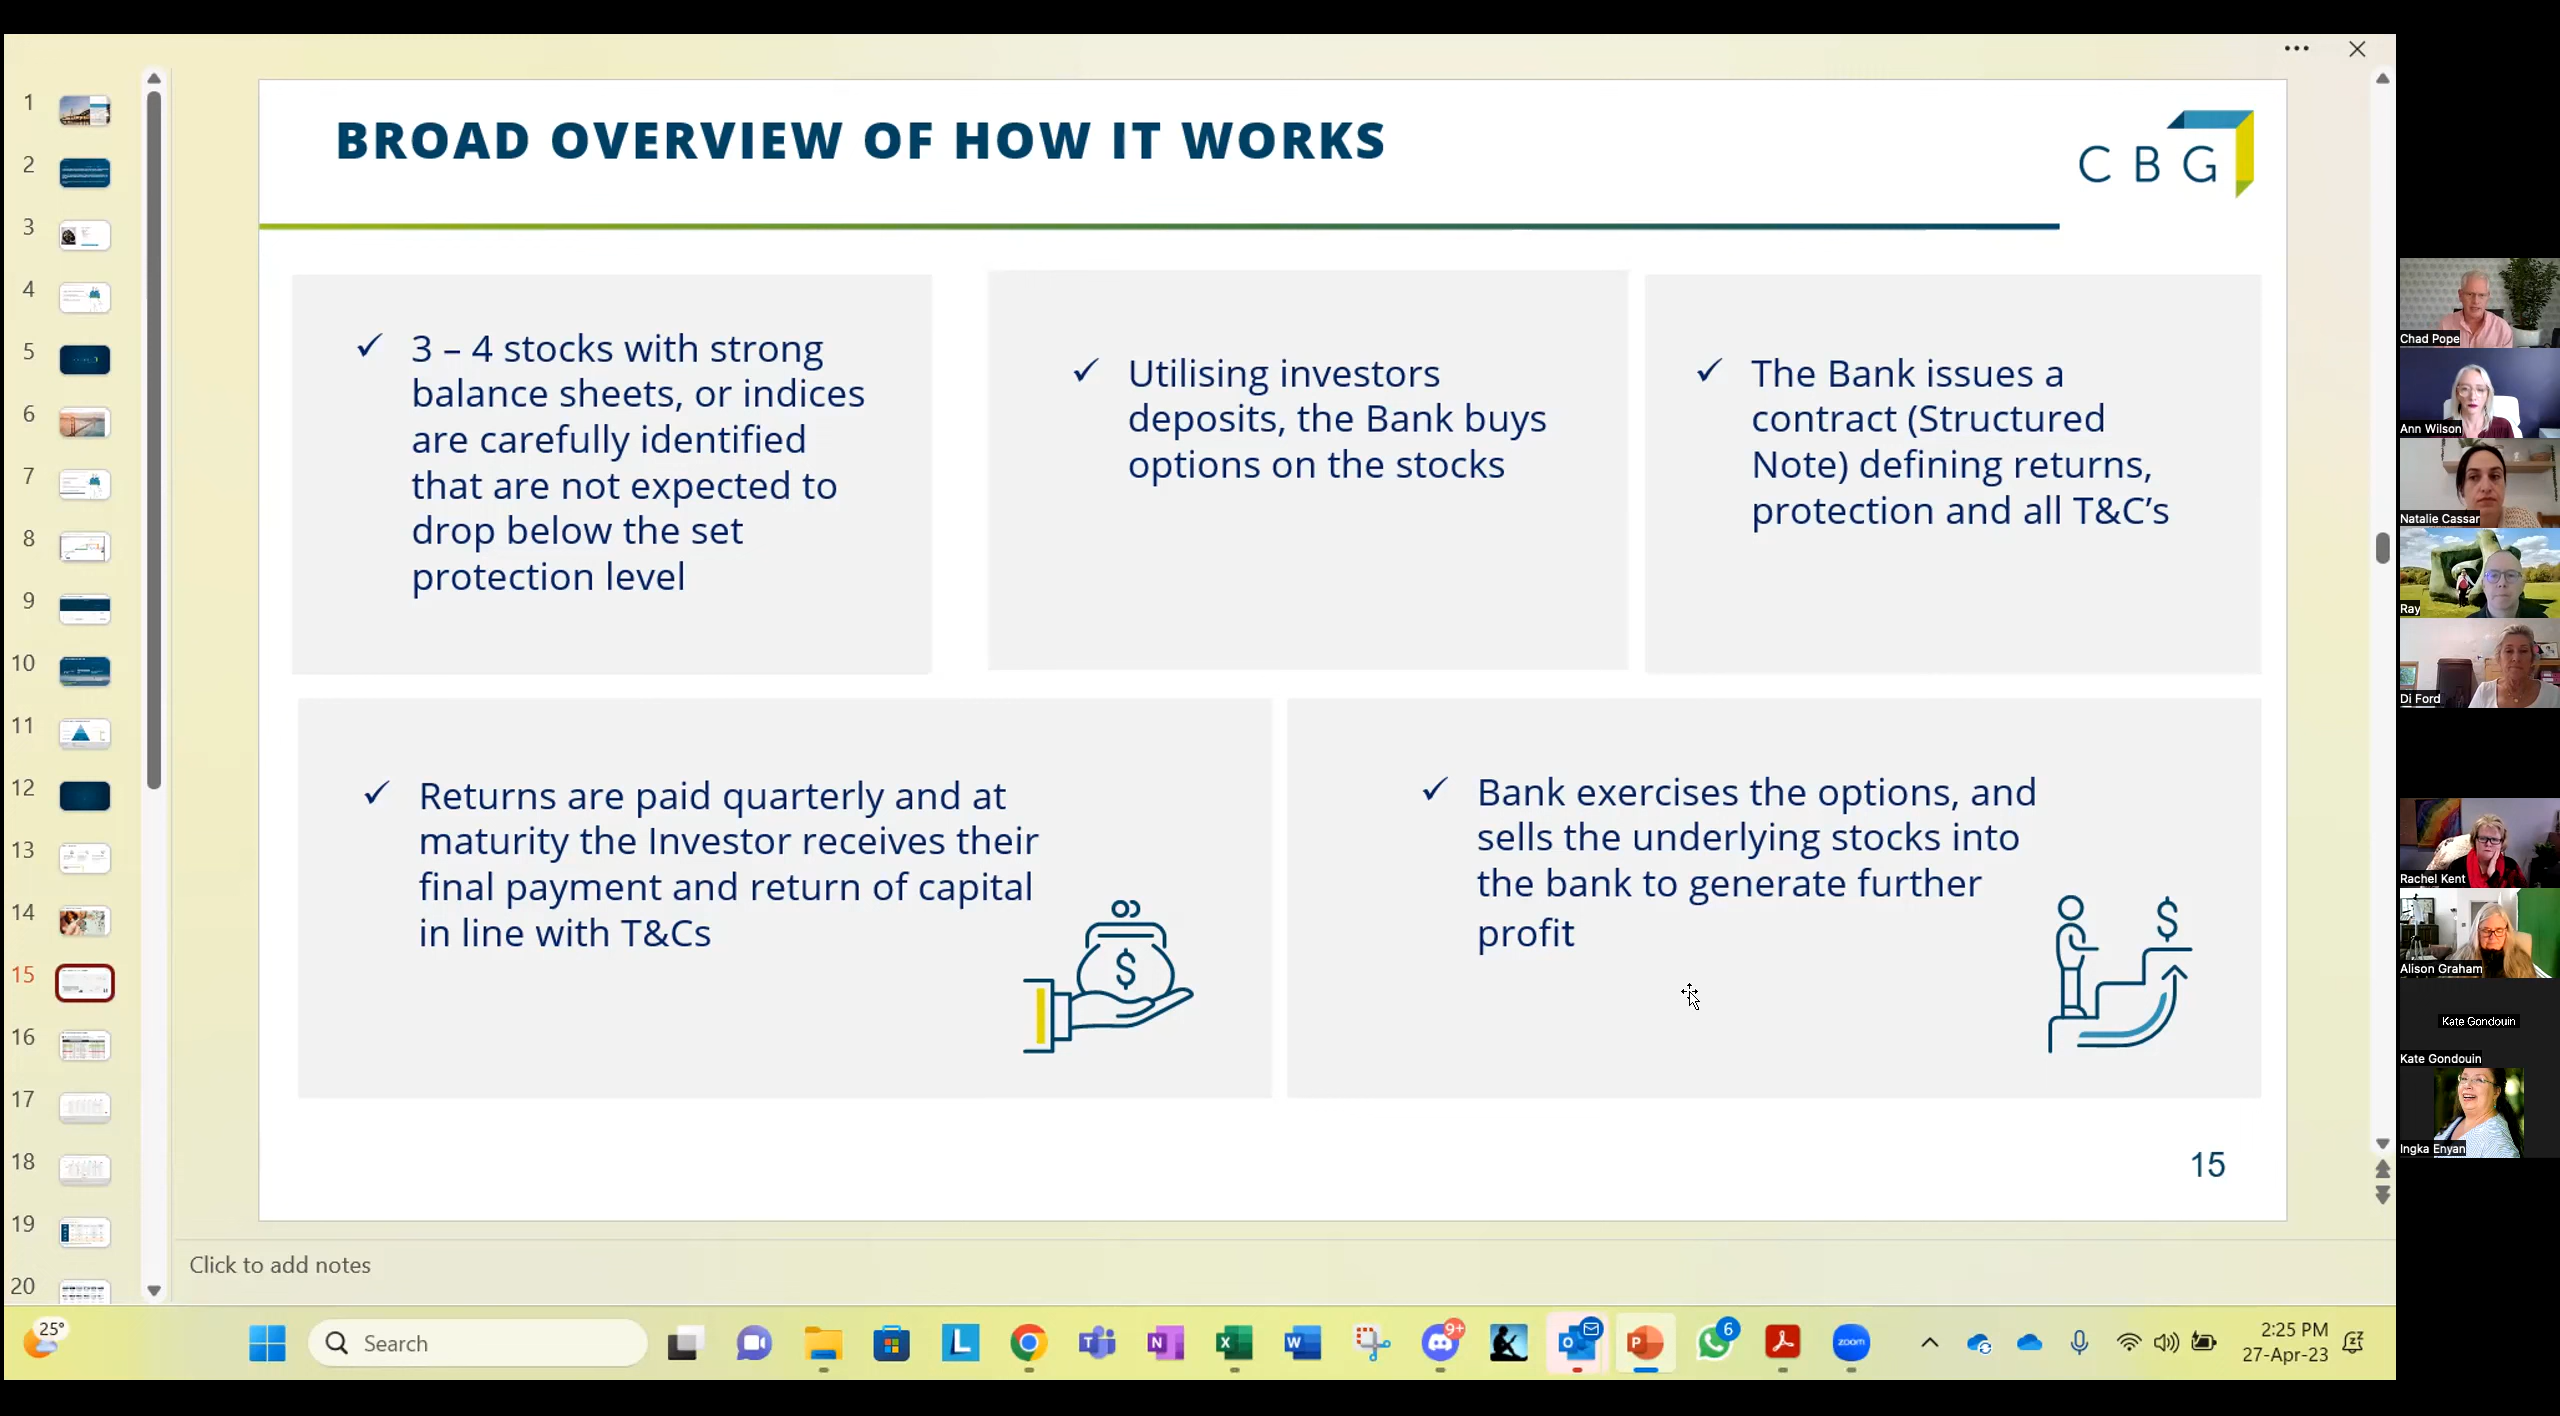 BROAD OVERVIEW OF HOW IT WORKS
C B G
✓ 3 – 4 stocks with strong
balance sheets, or indices
are carefully identified
that are not expected to
drop below the set
protection level
✓ Utilising investors
deposits, the Bank buys
options on the stocks
✓ The Bank issues a
contract (Structured
Note) defining returns,
protection and all T&C’s
✓ Returns are paid quarterly and at
maturity the Investor receives their
final payment and return of capital
in line with T&Cs
$
✓ Bank exercises the options, and
sells the underlying stocks into
the bank to generate further
profit
$
15
1
2
3
4
5
6
7
8
9
10
11
12
13
14
15
16
17
18
19
20
Click to add notes
Chad Pope
Ann Wilson
Natalie Cassar
Ray
Di Ford
Rachel Kent
Alison Graham
Kate Gondouin
Kate Gondouin
Ingka Enyan
25°
Search
L
T
N
X
W
9+
O
P
6
zoom
2:25 PM
27-Apr-23